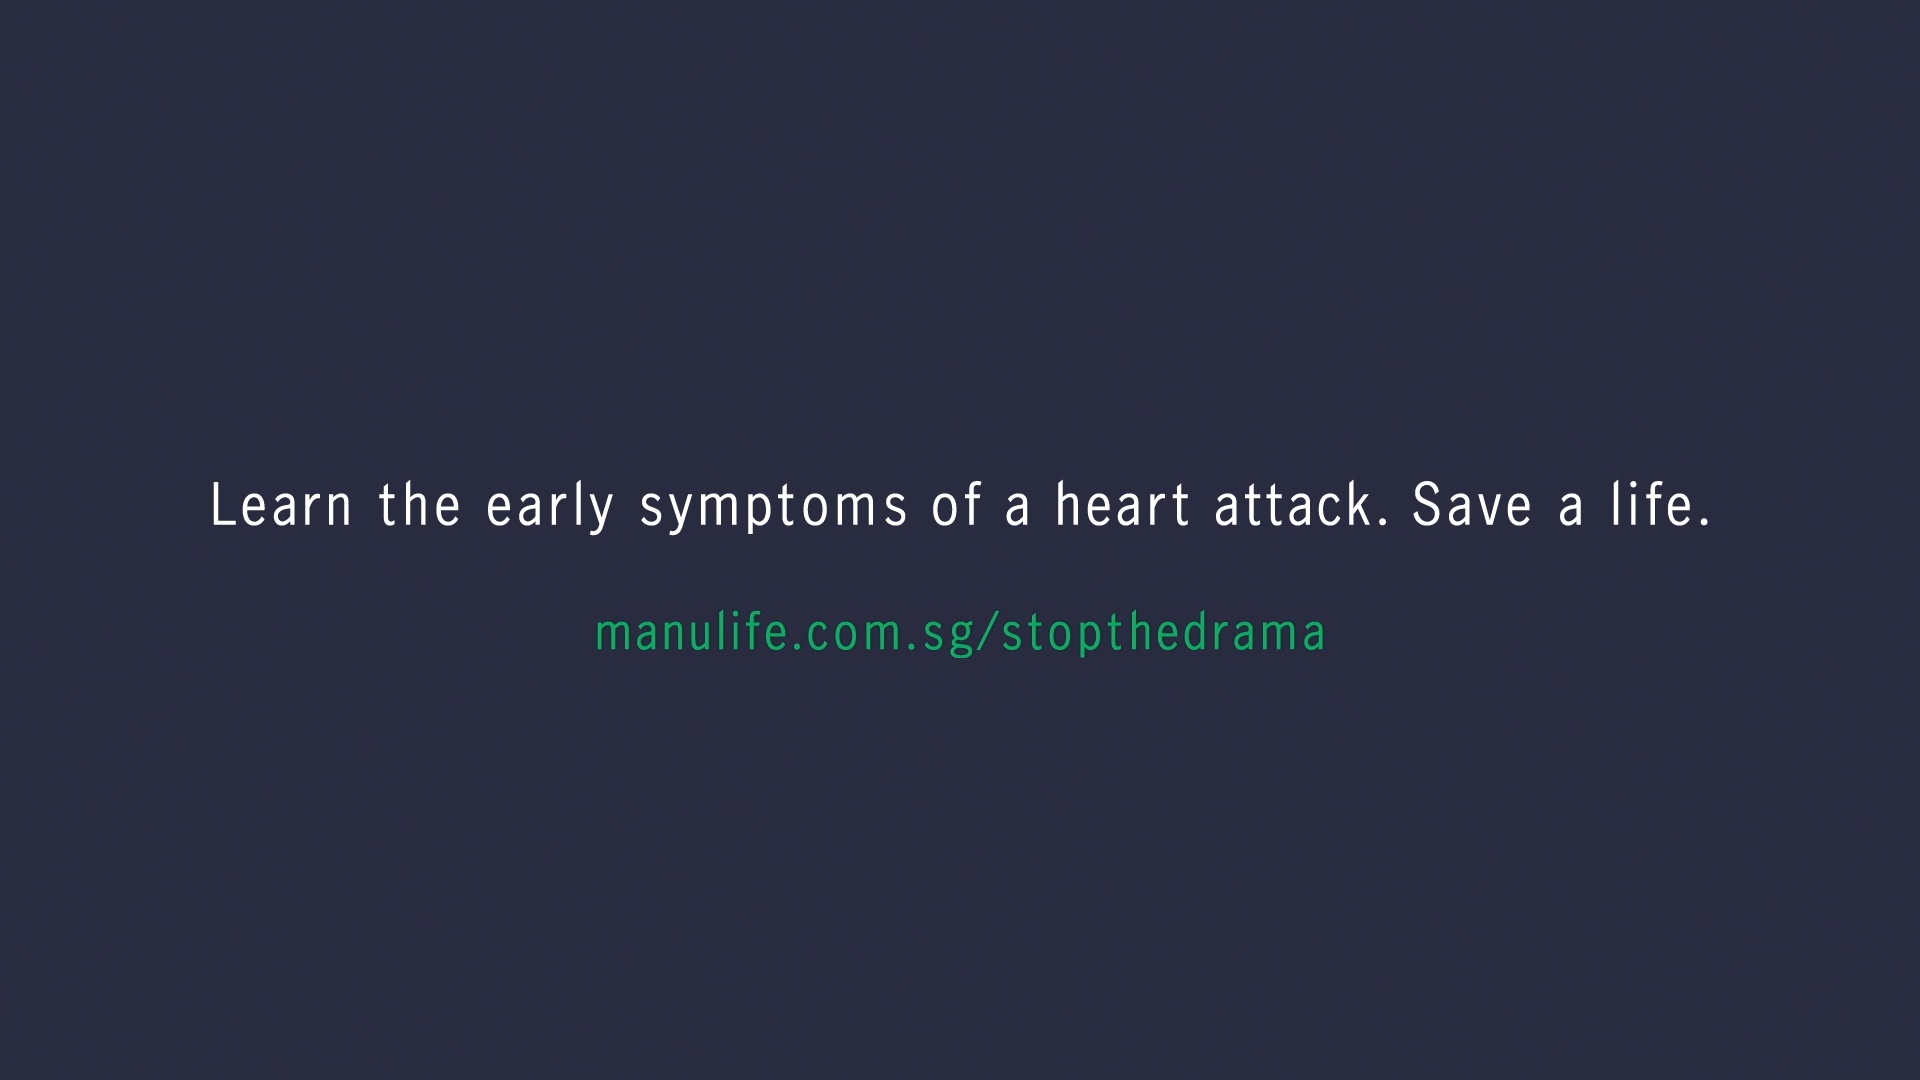 Learn the early symptoms of a heart attack. Save a life.
manulife.com.sg/stopthedrama